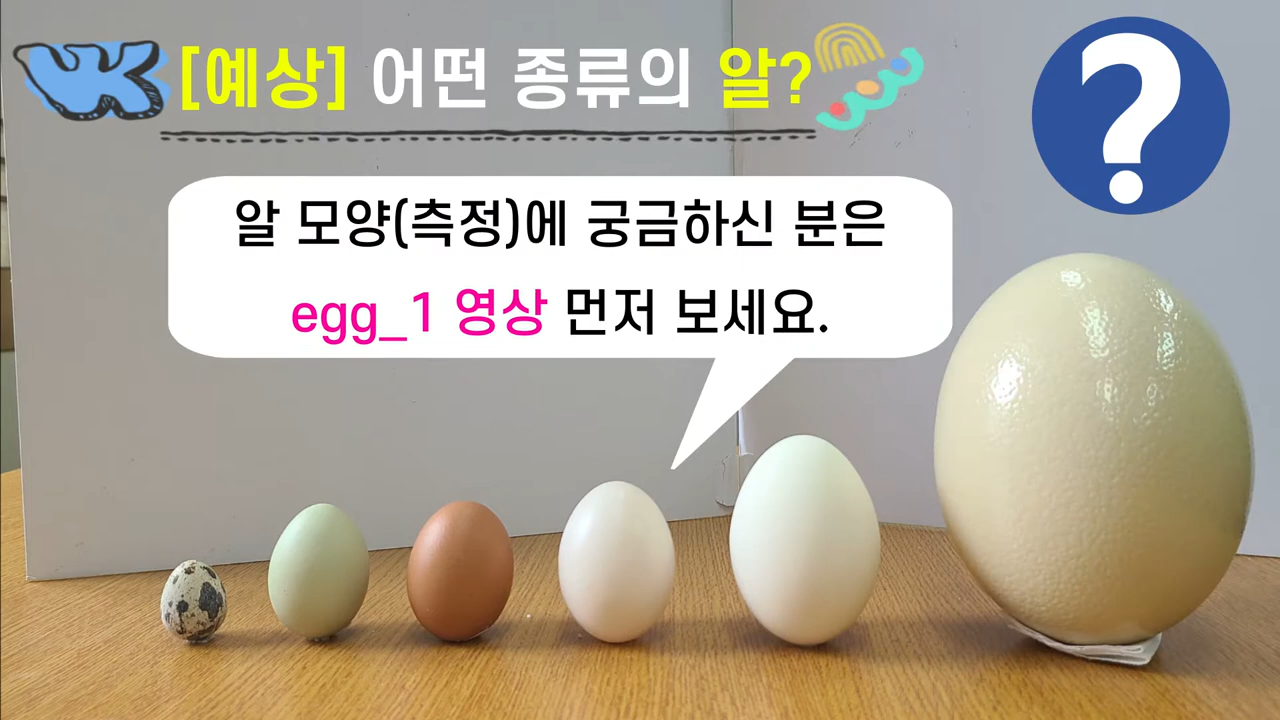 [예상] 어떤 종류의 알?
?
알 모양(측정)에 궁금하신 분은
egg_1 영상 먼저 보세요.